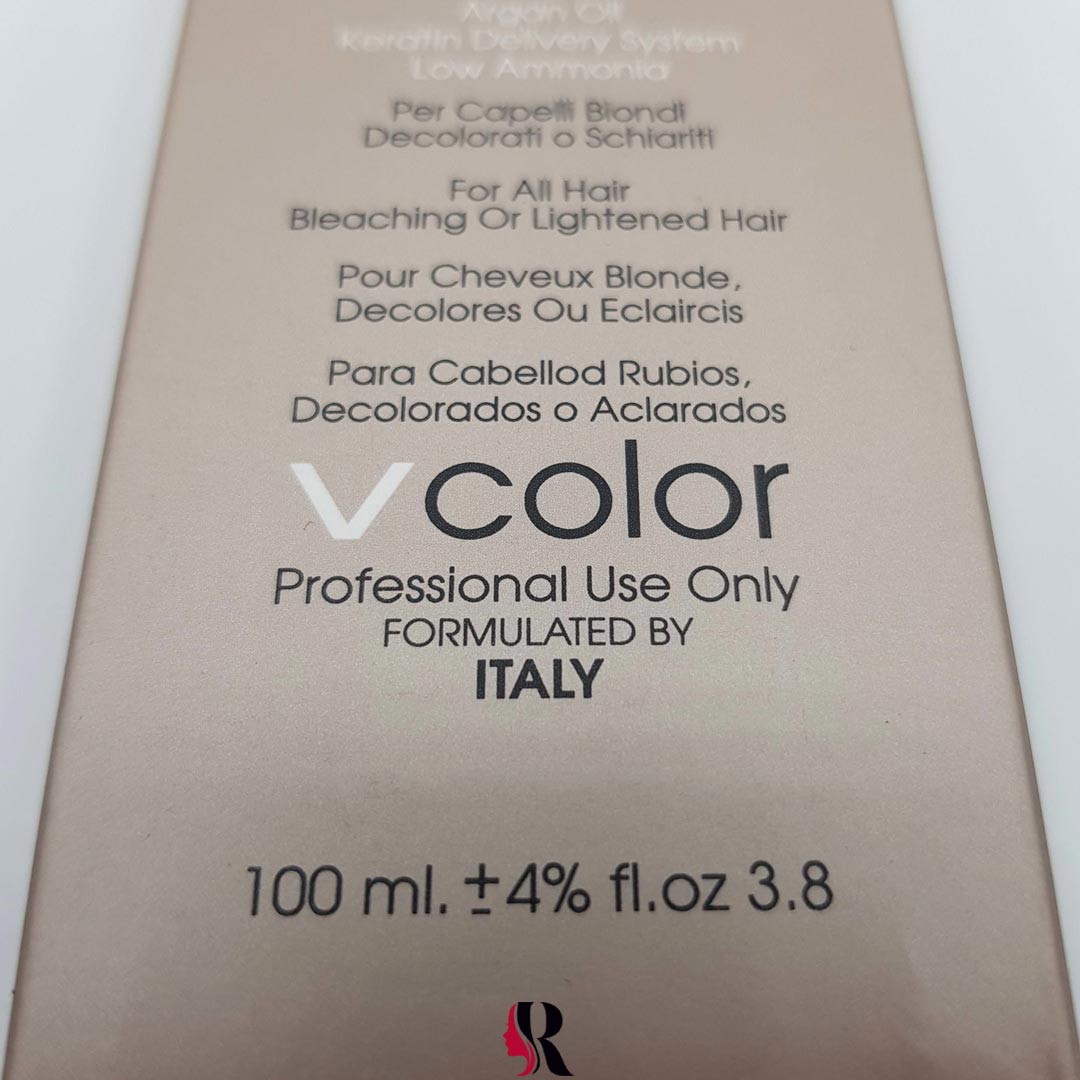 Argan Oil
Keratin Delivery System
Low Ammonia
Per Capelli Biondi
Decolorati o Schiariti
For All Hair
Bleaching Or Lightened Hair
Pour Cheveux Blonde,
Decolores Ou Eclaircis
Para Cabellod Rubios,
Decolorados o Aclarados
vcolor
Professional Use Only
FORMULATED BY
ITALY
100 ml. ±4% fl.oz 3.8
R